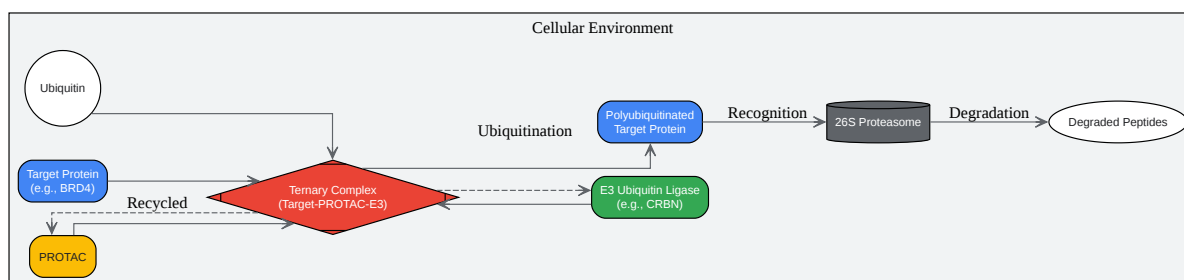 Cellular Environment
Ubiquitin
Ubiquitination
Polyubiquitinated
Target Protein
Recognition
26S Proteasome
Degradation
Degraded Peptides
Target Protein
(e.g., BRD4)
Ternary Complex
(Target-PROTAC-E3)
E3 Ubiquitin Ligase
(e.g., CRBN)
Recycled
PROTAC